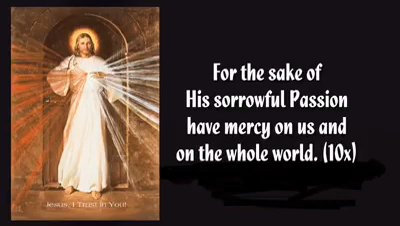 For the sake of
His sorrowful Passion
have mercy on us and
on the whole world. (10x)
Jesus, I Trust in You!